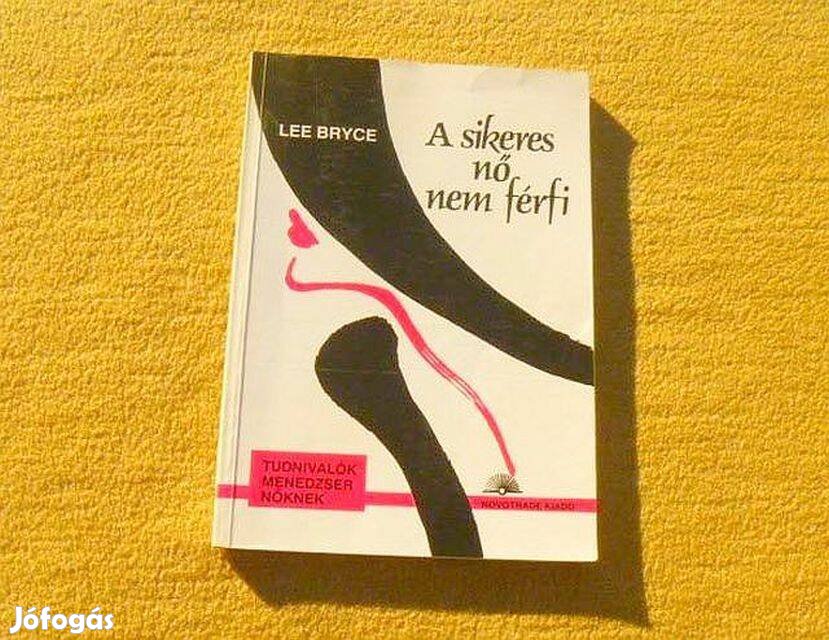 LEE BRYCE
A sikeres
nő
nem férfi
TUDNIVALÓK
MENEDZSER
NŐKNEK
NOVOTRADE KIADÓ
Jófogás